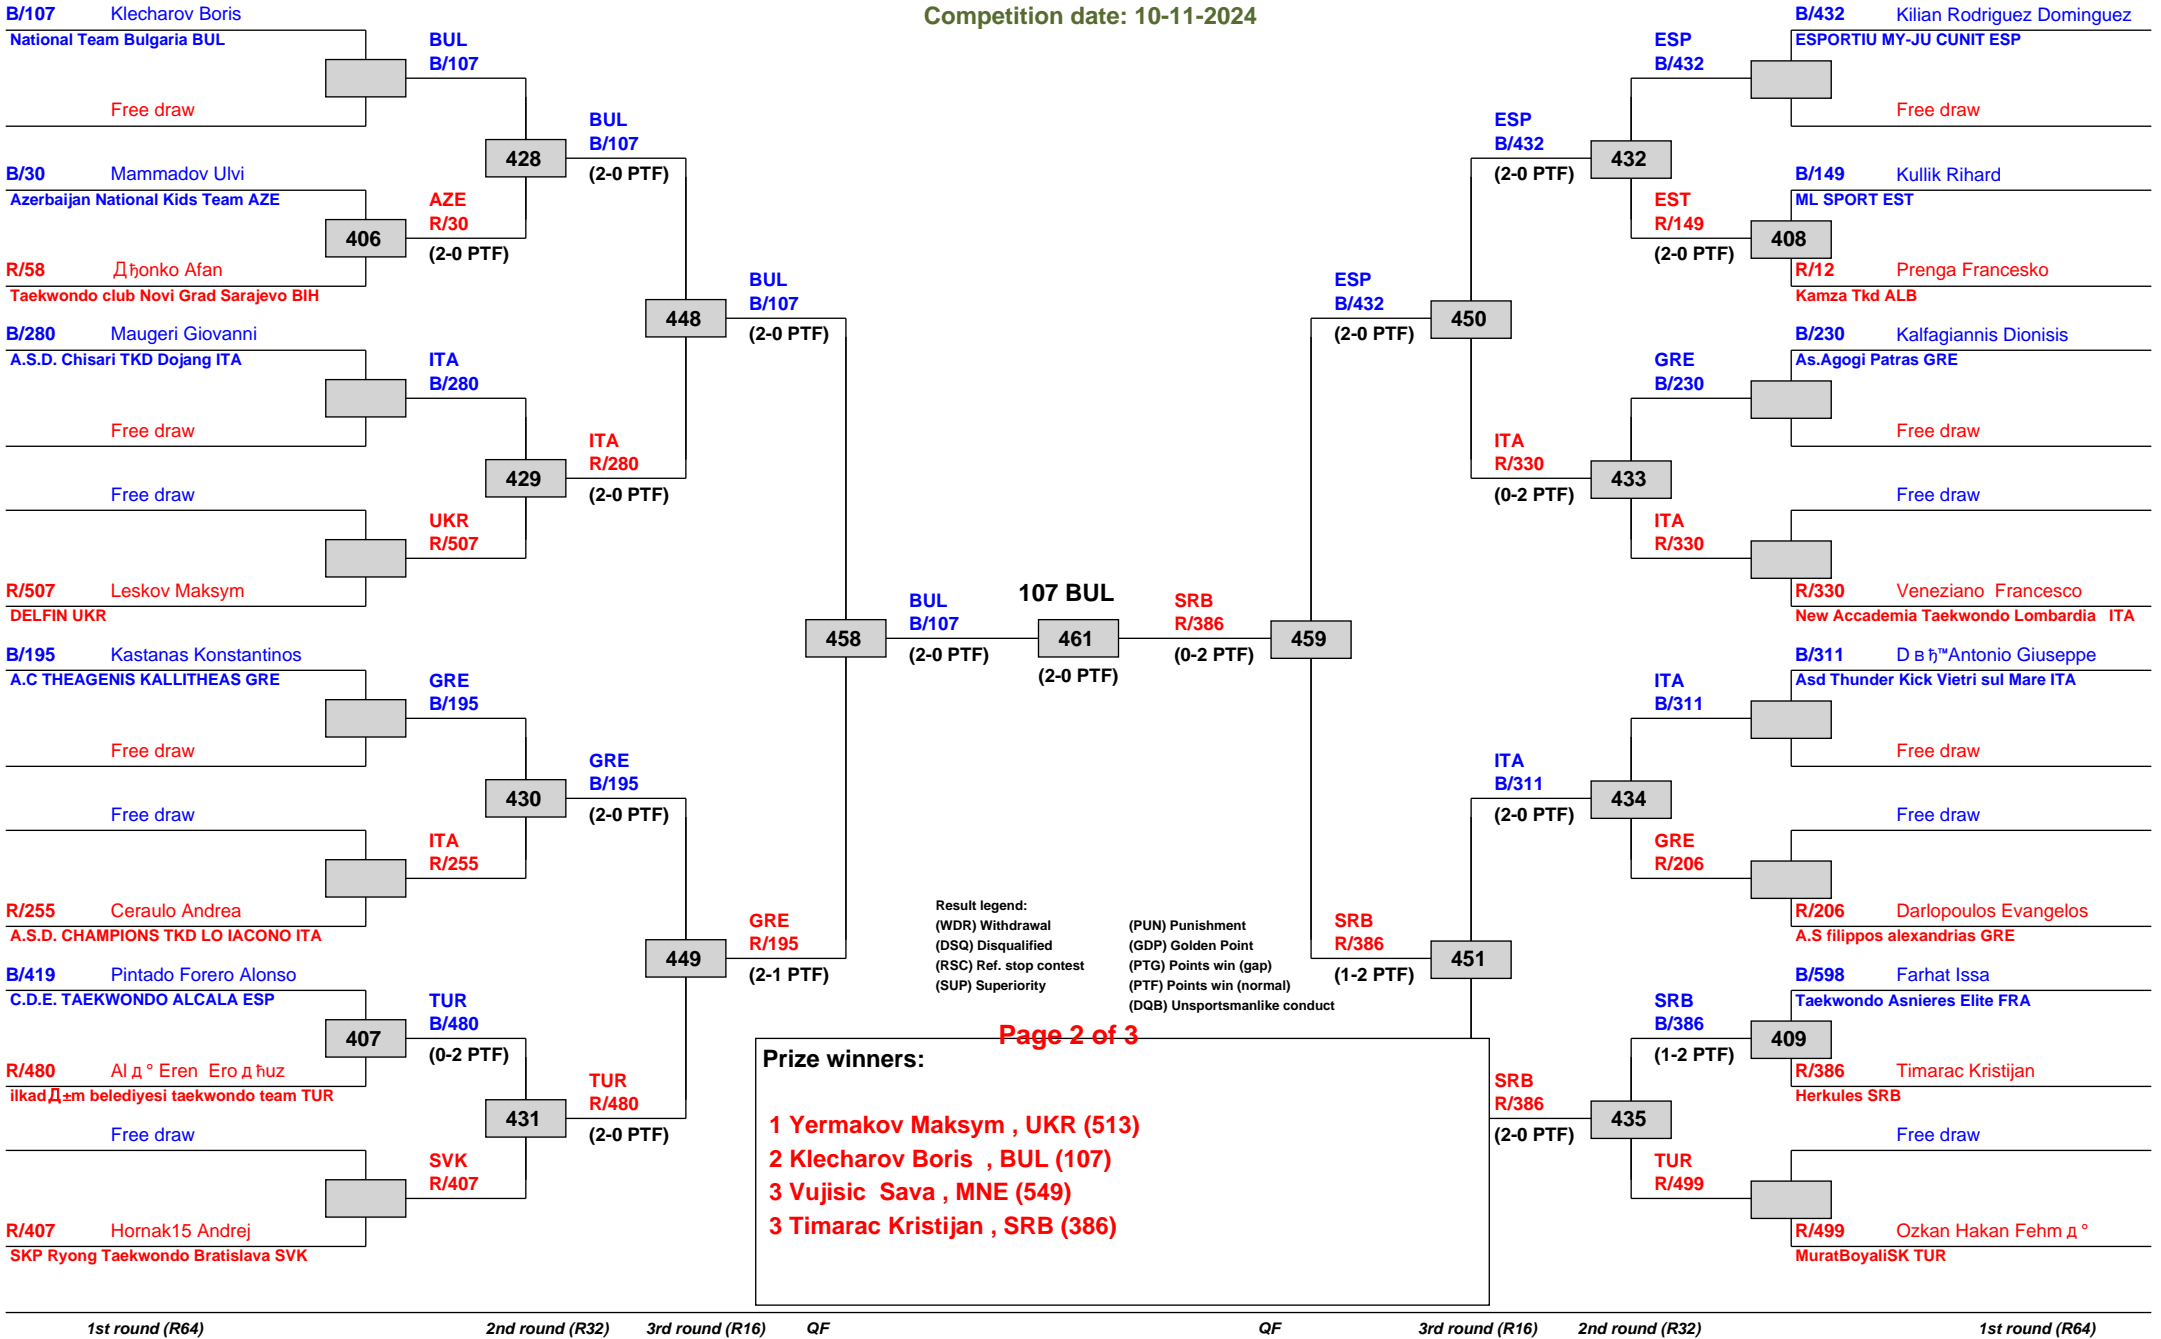 Competition date: 10-11-2024
B/107 Klecharov Boris
National Team Bulgaria BUL
Free draw
B/30 Mammadov Ulvi
Azerbaijan National Kids Team AZE
406
R/58 Дђonko Afan
Taekwondo club Novi Grad Sarajevo BIH
B/280 Maugeri Giovanni
A.S.D. Chisari TKD Dojang ITA
Free draw
Free draw
R/507 Leskov Maksym
DELFIN UKR
B/195 Kastanas Konstantinos
A.C THEAGENIS KALLITHEAS GRE
Free draw
Free draw
R/255 Ceraulo Andrea
A.S.D. CHAMPIONS TKD LO IACONO ITA
B/419 Pintado Forero Alonso
C.D.E. TAEKWONDO ALCALA ESP
407
R/480 Al д ° Eren Ero д ћuz
ilkadД±m belediyesi taekwondo team TUR
Free draw
R/407 Hornak15 Andrej
SKP Ryong Taekwondo Bratislava SVK
BUL
B/107
428
AZE
R/30
(2-0 PTF)
ITA
B/280
429
UKR
R/507
GRE
B/195
430
ITA
R/255
TUR
B/480
(0-2 PTF)
431
SVK
R/407
BUL
B/107
(2-0 PTF)
448
ITA
R/280
(2-0 PTF)
GRE
B/195
(2-0 PTF)
449
TUR
R/480
(2-0 PTF)
BUL
B/107
(2-0 PTF)
458
GRE
R/195
(2-1 PTF)
BUL
B/107
(2-0 PTF)
107 BUL
461
(2-0 PTF)
SRB
R/386
(0-2 PTF)
459
ESP
B/432
(2-0 PTF)
SRB
R/386
(1-2 PTF)
450
451
ESP
B/432
(2-0 PTF)
ITA
R/330
(0-2 PTF)
ITA
B/311
(2-0 PTF)
SRB
R/386
(2-0 PTF)
432
433
434
435
ESP
B/432
EST
R/149
(2-0 PTF)
GRE
B/230
ITA
R/330
ITA
B/311
GRE
R/206
SRB
B/386
(1-2 PTF)
TUR
R/499
B/432 Kilian Rodriguez Dominguez
ESPORTIU MY-JU CUNIT ESP
Free draw
B/149 Kullik Rihard
ML SPORT EST
408
R/12 Prenga Francesko
Kamza Tkd ALB
B/230 Kalfagiannis Dionisis
As.Agogi Patras GRE
Free draw
Free draw
R/330 Veneziano Francesco
New Accademia Taekwondo Lombardia ITA
B/311 D в ђ™Antonio Giuseppe
Asd Thunder Kick Vietri sul Mare ITA
Free draw
Free draw
R/206 Darlopoulos Evangelos
A.S filippos alexandrias GRE
B/598 Farhat Issa
Taekwondo Asnieres Elite FRA
409
R/386 Timarac Kristijan
Herkules SRB
Free draw
R/499 Ozkan Hakan Fehm д °
MuratBoyaliSK TUR
Result legend:
(WDR) Withdrawal (PUN) Punishment
(DSQ) Disqualified (GDP) Golden Point
(RSC) Ref. stop contest (PTG) Points win (gap)
(SUP) Superiority (PTF) Points win (normal)
(DQB) Unsportsmanlike conduct
Page 2 of 3
Prize winners:
1 Yermakov Maksym , UKR (513)
2 Klecharov Boris , BUL (107)
3 Vujisic Sava , MNE (549)
3 Timarac Kristijan , SRB (386)
1st round (R64) 2nd round (R32) 3rd round (R16) QF QF 3rd round (R16) 2nd round (R32) 1st round (R64)